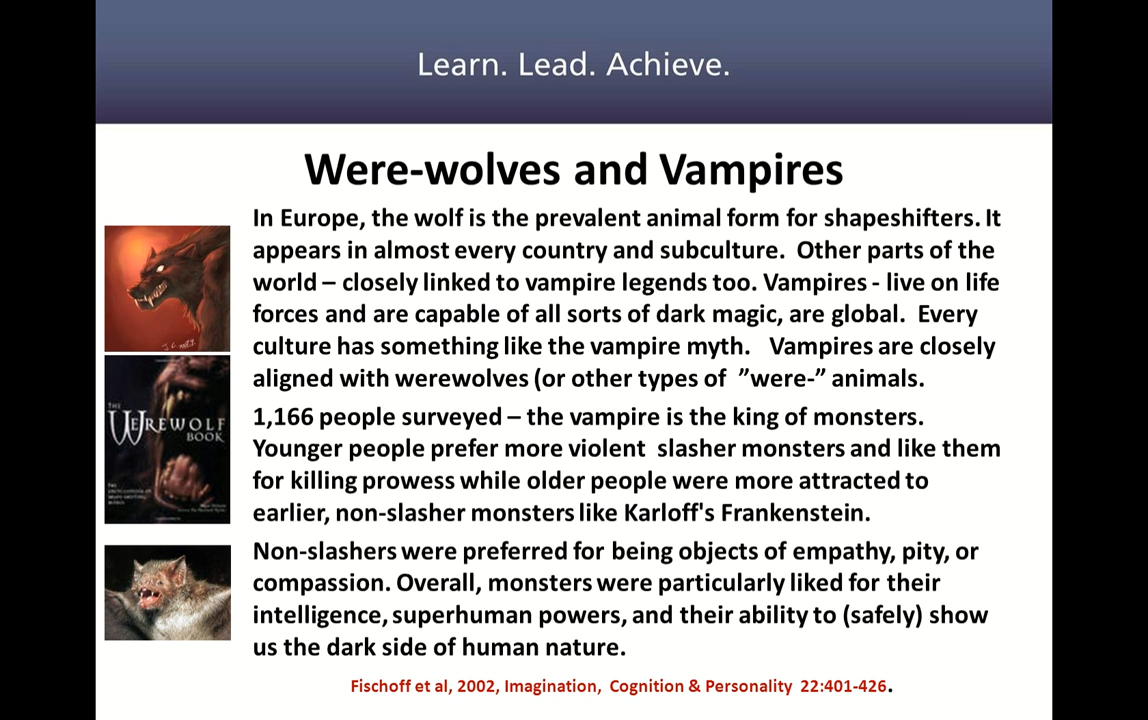 Learn. Lead. Achieve.
Were-wolves and Vampires
In Europe, the wolf is the prevalent animal form for shapeshifters. It
appears in almost every country and subculture.  Other parts of the
world – closely linked to vampire legends too. Vampires - live on life
forces and are capable of all sorts of dark magic, are global.  Every
culture has something like the vampire myth.   Vampires are closely
aligned with werewolves (or other types of  ”were-” animals.
1,166 people surveyed – the vampire is the king of monsters.
Younger people prefer more violent  slasher monsters and like them
for killing prowess while older people were more attracted to
earlier, non-slasher monsters like Karloff's Frankenstein.
Non-slashers were preferred for being objects of empathy, pity, or
compassion. Overall, monsters were particularly liked for their
intelligence, superhuman powers, and their ability to (safely) show
us the dark side of human nature.
Fischoff et al, 2002, Imagination,  Cognition & Personality  22:401-426.
THE
WEREWOLF
BOOK